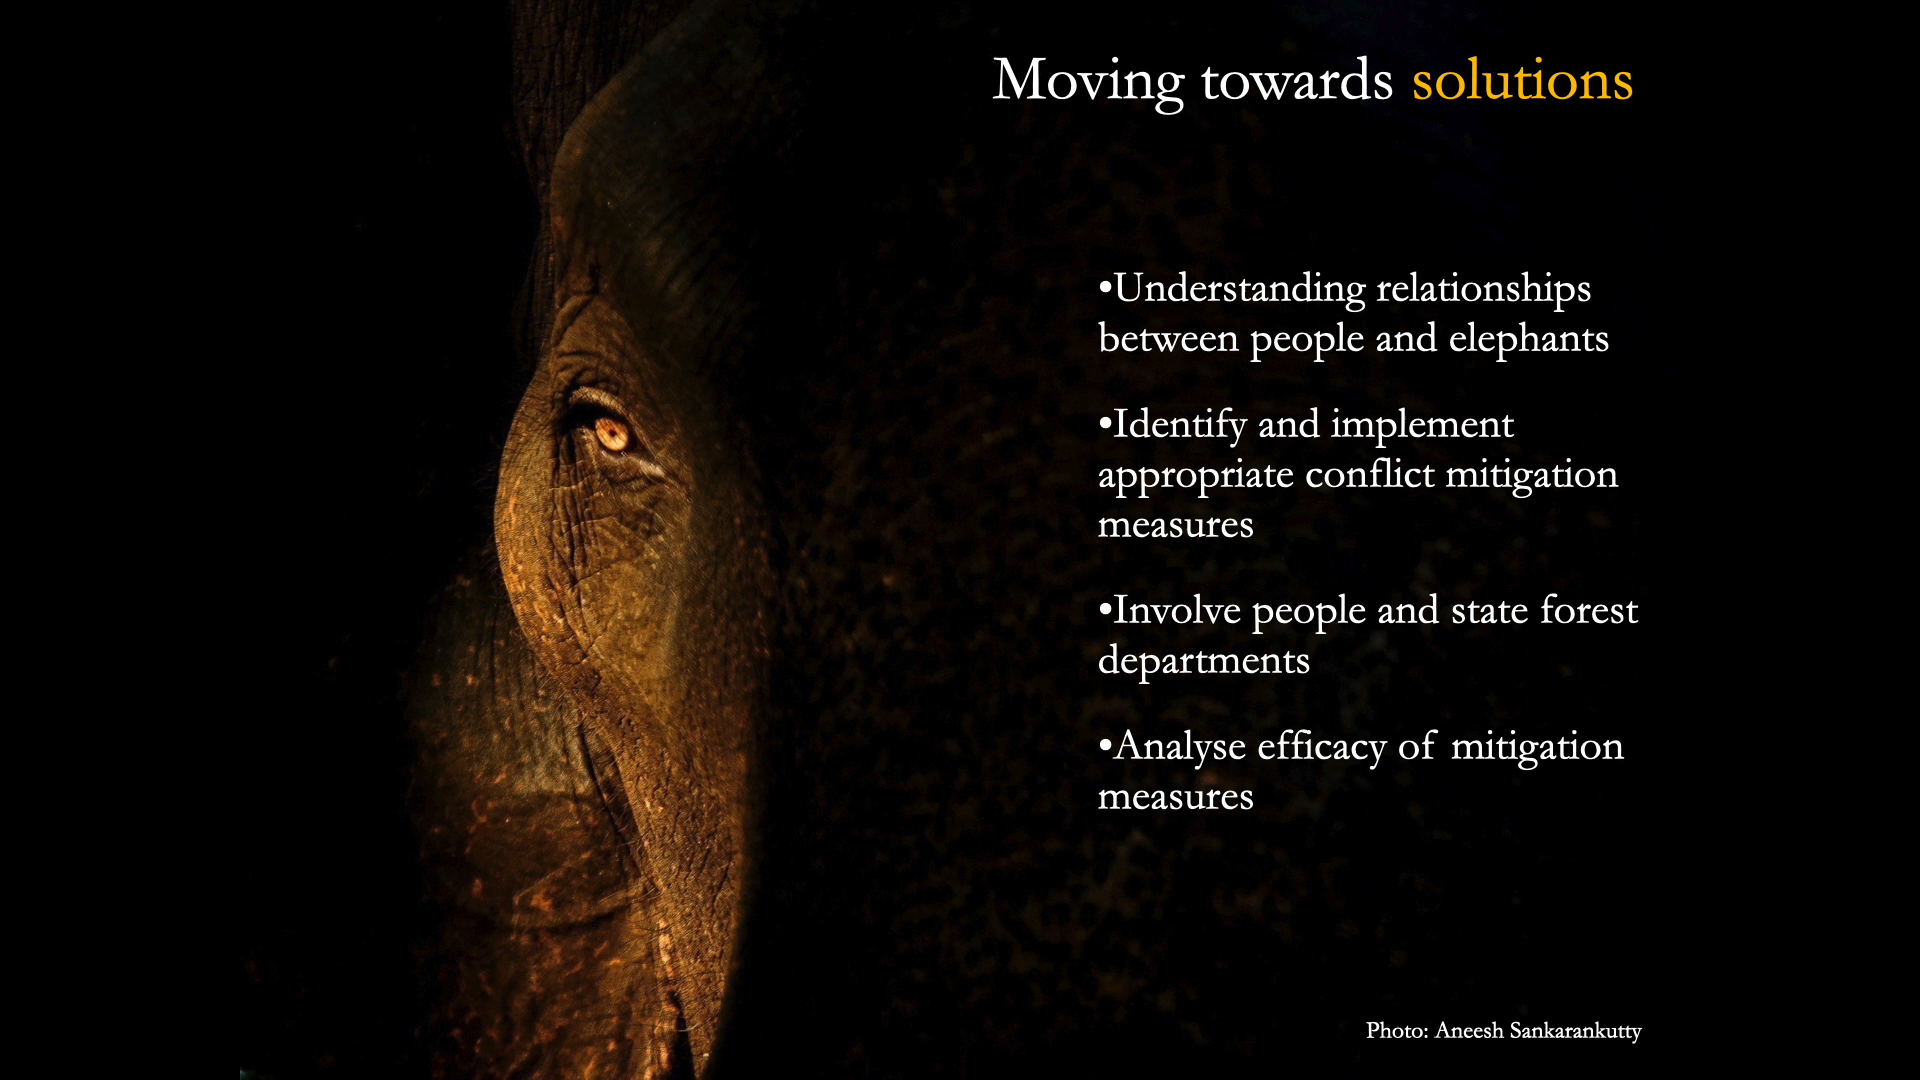 Moving towards solutions
•Understanding relationships
between people and elephants
•Identify and implement
appropriate conflict mitigation
measures
•Involve people and state forest
departments
•Analyse efficacy of mitigation
measures
Photo: Aneesh Sankarankutty